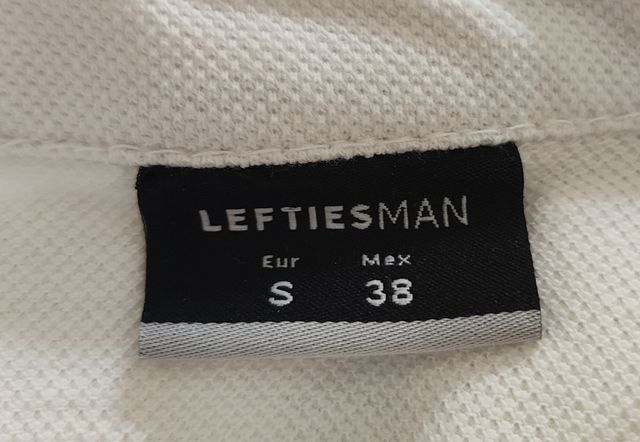 LEFTIESMAN
Eur Mex
S 38